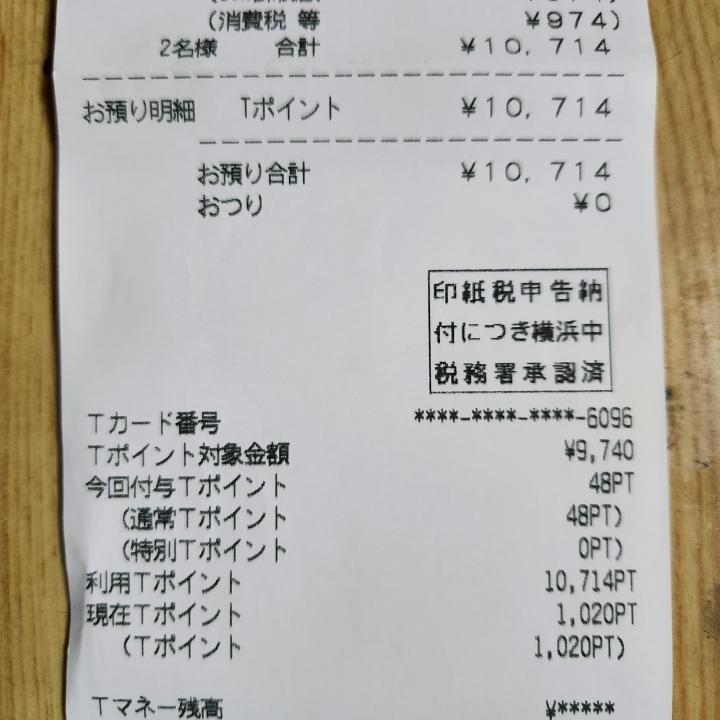 (消費税 等 ¥974)
2名様 合計 ¥10,714
お預り明細 Tポイント ¥10,714
お預り合計 ¥10,714
おつり ¥0
印紙税申告納
付につき横浜中
税務署承認済
Tカード番号 ****-****-****-6096
Tポイント対象金額 ¥9,740
今回付与Tポイント 48PT
(通常Tポイント 48PT)
(特別Tポイント 0PT)
利用Tポイント 10,714PT
現在Tポイント 1,020PT
(Tポイント 1,020PT)
Tマネー残高 ¥*****